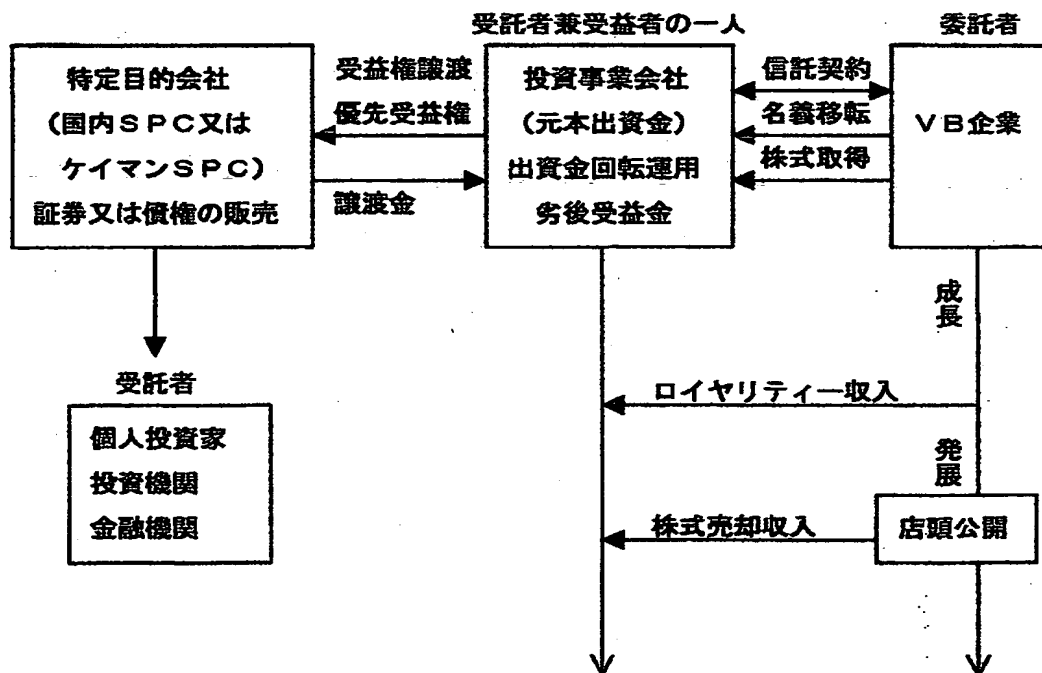 受託者兼受益者の一人
委託者
特定目的会社
(国内SPC又は
ケイマンSPC)
証券又は債権の販売
受益権譲渡
優先受益権
譲渡金
投資事業会社
(元本出資金)
出資金回転運用
劣後受益金
信託契約
名義移転
株式取得
VB企業
成長
受託者
個人投資家
投資機関
金融機関
ロイヤリティー収入
発展
株式売却収入
店頭公開